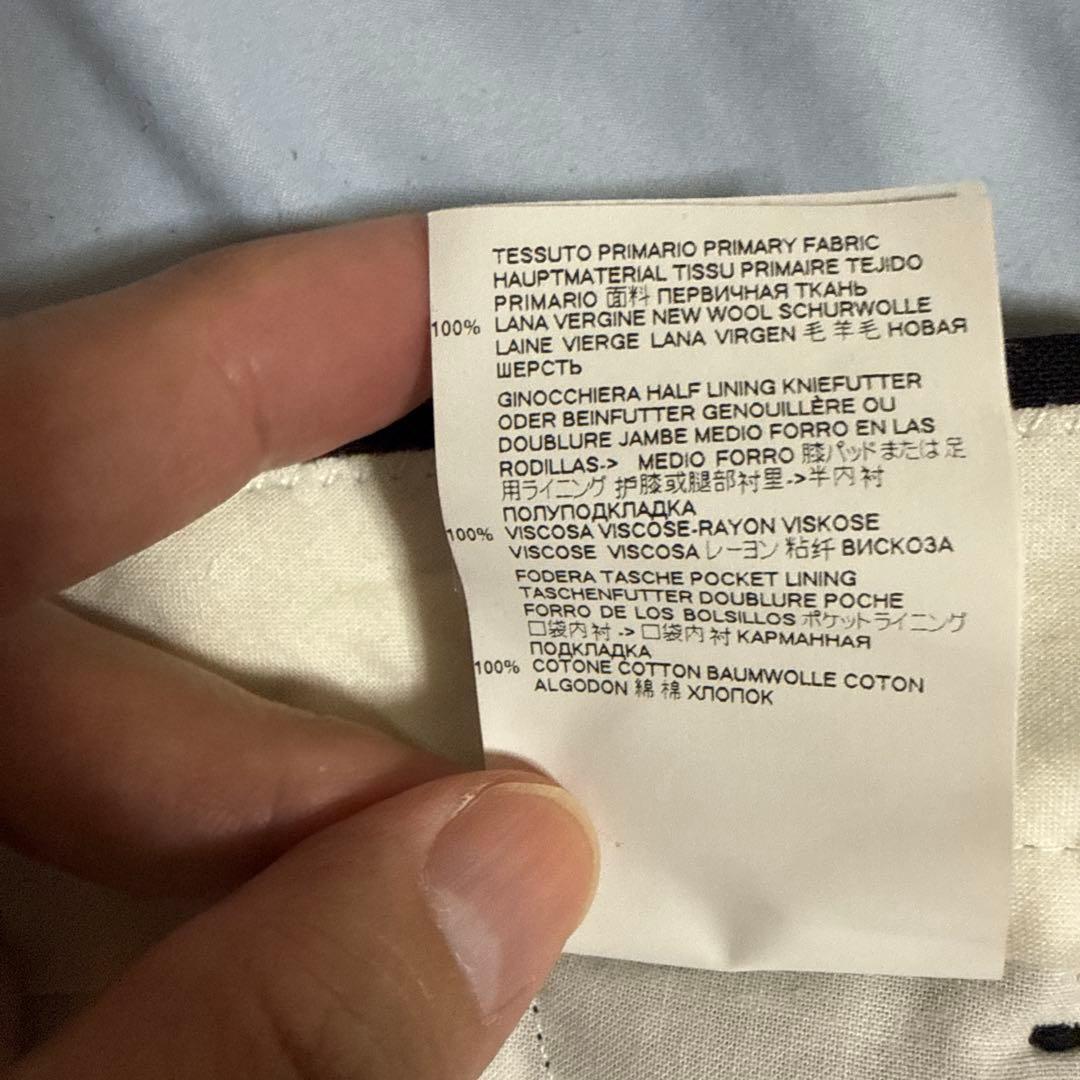 TESSUTO PRIMARIO PRIMARY FABRIC
HAUPTMATERIAL TISSU PRIMAIRE TEJIDO
PRIMARIO 面料 ПЕРВИЧНАЯ ТКАНЬ
100% LANA VERGINE NEW WOOL SCHURWOLLE
LAINE VIERGE LANA VIRGEN 毛 羊毛 НОВАЯ
ШЕРСТЬ
GINOCCHIERA HALF LINING KNIEFUTTER
ODER BEINFUTTER GENOUILLÈRE OU
DOUBLURE JAMBE MEDIO FORRO EN LAS
RODILLAS-> MEDIO FORRO 膝パッドまたは足
用ライニング 护膝或腿部衬里->半内衬
ПОЛУПОДКЛАДКА
100% VISCOSA VISCOSE-RAYON VISKOSE
VISCOSE VISCOSA レーヨン 粘纤 ВИСКОЗА
FODERA TASCHE POCKET LINING
TASCHENFUTTER DOUBLURE POCHE
FORRO DE LOS BOLSILLOS ポケットライニング
口袋内衬 -> 口袋内衬 КАРМАННАЯ
ПОДКЛАДКА
100% COTONE COTTON BAUMWOLLE COTON
ALGODON 綿 棉 ХЛОПОК